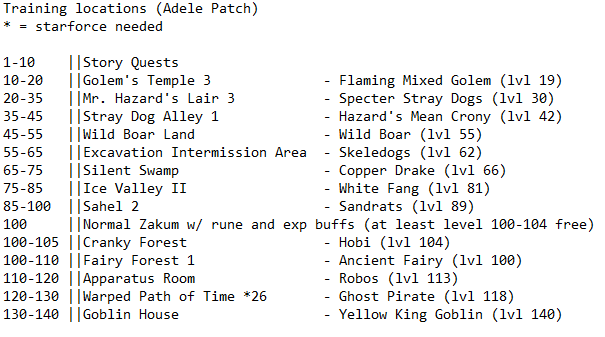 Training locations (Adele Patch)
* = starforce needed
1-10 ||Story Quests
10-20 ||Golem's Temple 3 - Flaming Mixed Golem (lvl 19)
20-35 ||Mr. Hazard's Lair 3 - Specter Stray Dogs (lvl 30)
35-45 ||Stray Dog Alley 1 - Hazard's Mean Crony (lvl 42)
45-55 ||Wild Boar Land - Wild Boar (lvl 55)
55-65 ||Excavation Intermission Area - Skeledogs (lvl 62)
65-75 ||Silent Swamp - Copper Drake (lvl 66)
75-85 ||Ice Valley II - White Fang (lvl 81)
85-100 ||Sahel 2 - Sandrats (lvl 89)
100 ||Normal Zakum w/ rune and exp buffs (at least level 100-104 free)
100-105 ||Cranky Forest - Hobi (lvl 104)
100-110 ||Fairy Forest 1 - Ancient Fairy (lvl 100)
110-120 ||Apparatus Room - Robos (lvl 113)
120-130 ||Warped Path of Time *26 - Ghost Pirate (lvl 118)
130-140 ||Goblin House - Yellow King Goblin (lvl 140)